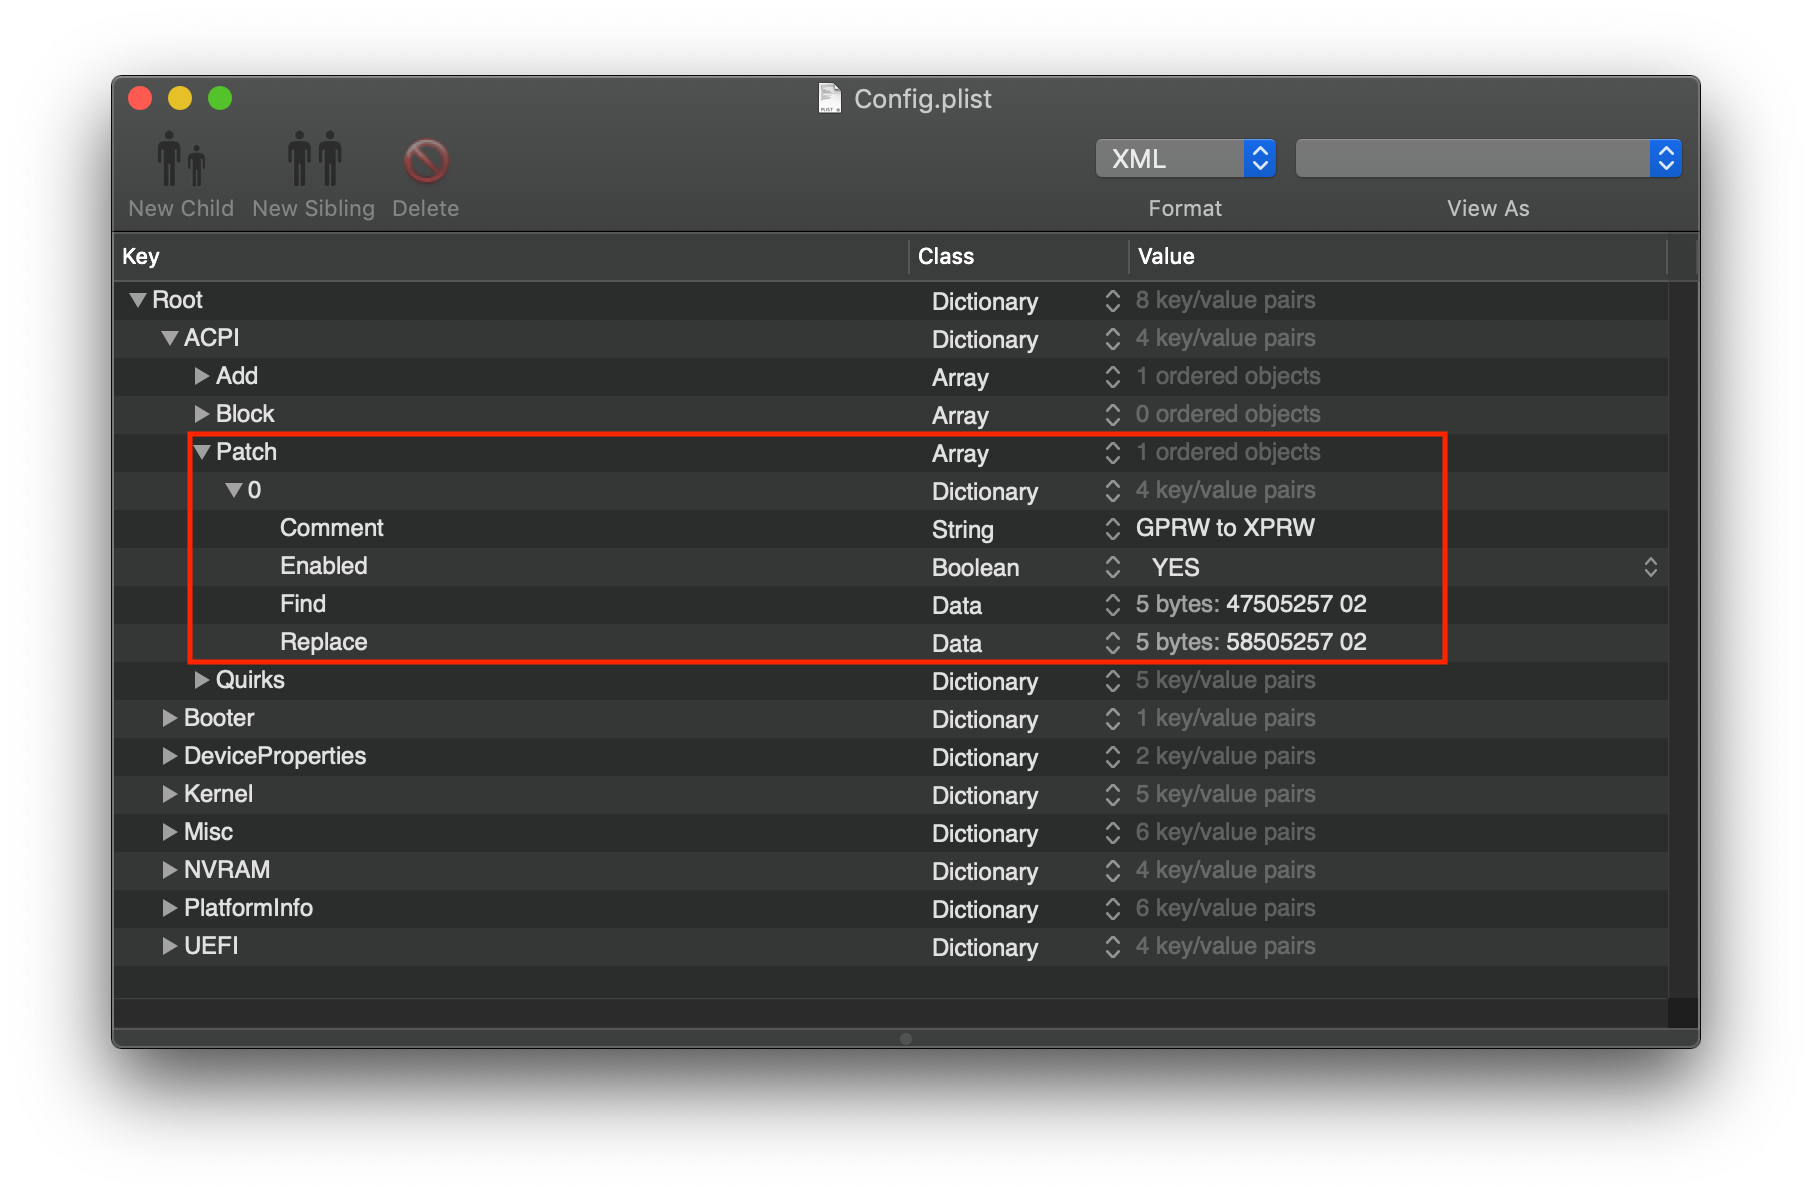 Config.plist
New Child New Sibling Delete XML Format View As
Key Class Value
Root Dictionary 8 key/value pairs
ACPI Dictionary 4 key/value pairs
Add Array 1 ordered objects
Block Array 0 ordered objects
Patch Array 1 ordered objects
0 Dictionary 4 key/value pairs
Comment String GPRW to XPRW
Enabled Boolean YES
Find Data 5 bytes: 47505257 02
Replace Data 5 bytes: 58505257 02
Quirks Dictionary 5 key/value pairs
Booter Dictionary 1 key/value pairs
DeviceProperties Dictionary 2 key/value pairs
Kernel Dictionary 5 key/value pairs
Misc Dictionary 6 key/value pairs
NVRAM Dictionary 4 key/value pairs
PlatformInfo Dictionary 6 key/value pairs
UEFI Dictionary 4 key/value pairs